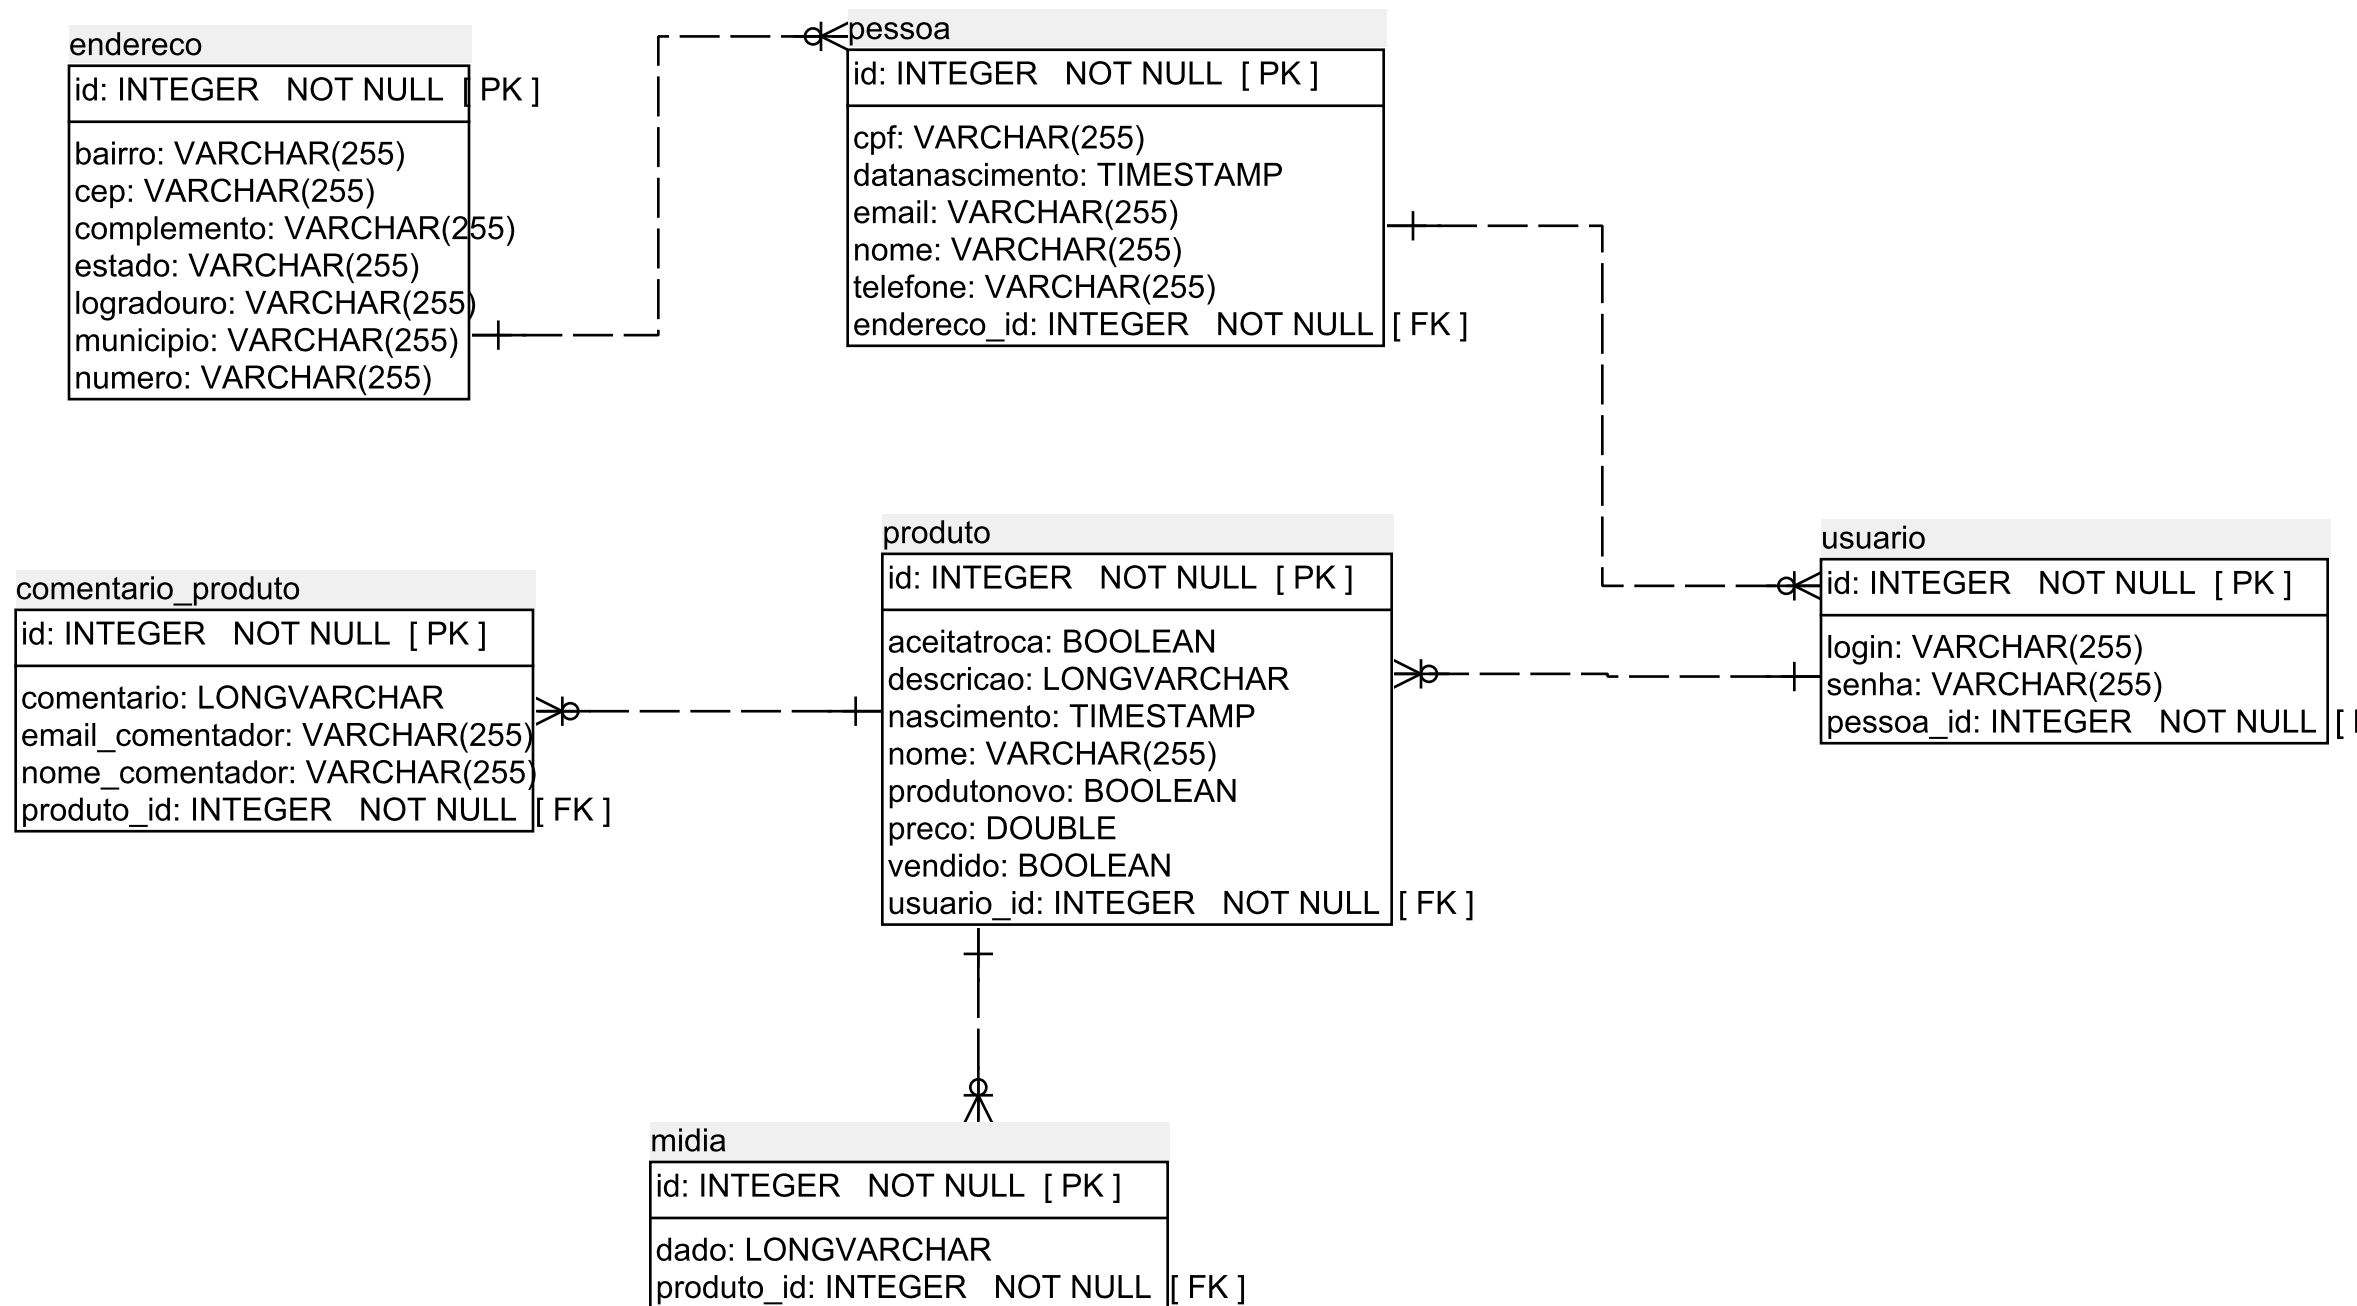 endereco
id: INTEGER NOT NULL [ PK ]
bairro: VARCHAR(255)
cep: VARCHAR(255)
complemento: VARCHAR(255)
estado: VARCHAR(255)
logradouro: VARCHAR(255)
municipio: VARCHAR(255)
numero: VARCHAR(255)
pessoa
id: INTEGER NOT NULL [ PK ]
cpf: VARCHAR(255)
datanascimento: TIMESTAMP
email: VARCHAR(255)
nome: VARCHAR(255)
telefone: VARCHAR(255)
endereco_id: INTEGER NOT NULL [ FK ]
comentario_produto
id: INTEGER NOT NULL [ PK ]
comentario: LONGVARCHAR
email_comentador: VARCHAR(255)
nome_comentador: VARCHAR(255)
produto_id: INTEGER NOT NULL [ FK ]
produto
id: INTEGER NOT NULL [ PK ]
aceitatroca: BOOLEAN
descricao: LONGVARCHAR
nascimento: TIMESTAMP
nome: VARCHAR(255)
produtonovo: BOOLEAN
preco: DOUBLE
vendido: BOOLEAN
usuario_id: INTEGER NOT NULL [ FK ]
usuario
id: INTEGER NOT NULL [ PK ]
login: VARCHAR(255)
senha: VARCHAR(255)
pessoa_id: INTEGER NOT NULL [
midia
id: INTEGER NOT NULL [ PK ]
dado: LONGVARCHAR
produto_id: INTEGER NOT NULL [ FK ]